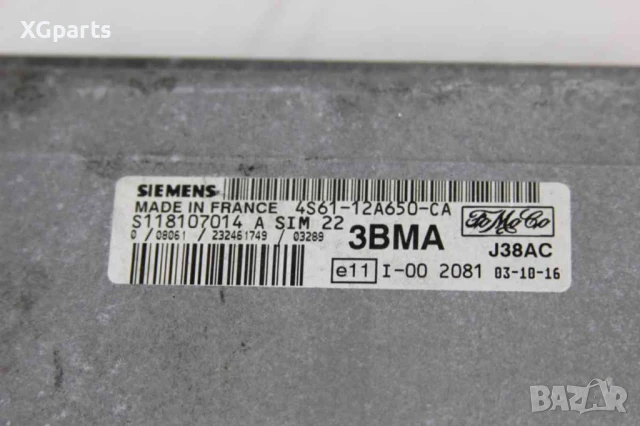 XGparts
SIEMENS
MADE IN FRANCE 4S61-12A650-CA
S118107014 A SIM 22
0 / 08061 / 232461749 / 03289
3BMA
FoMoCo
J38AC
e11 I-00 2081 03-10-16
BAZAR